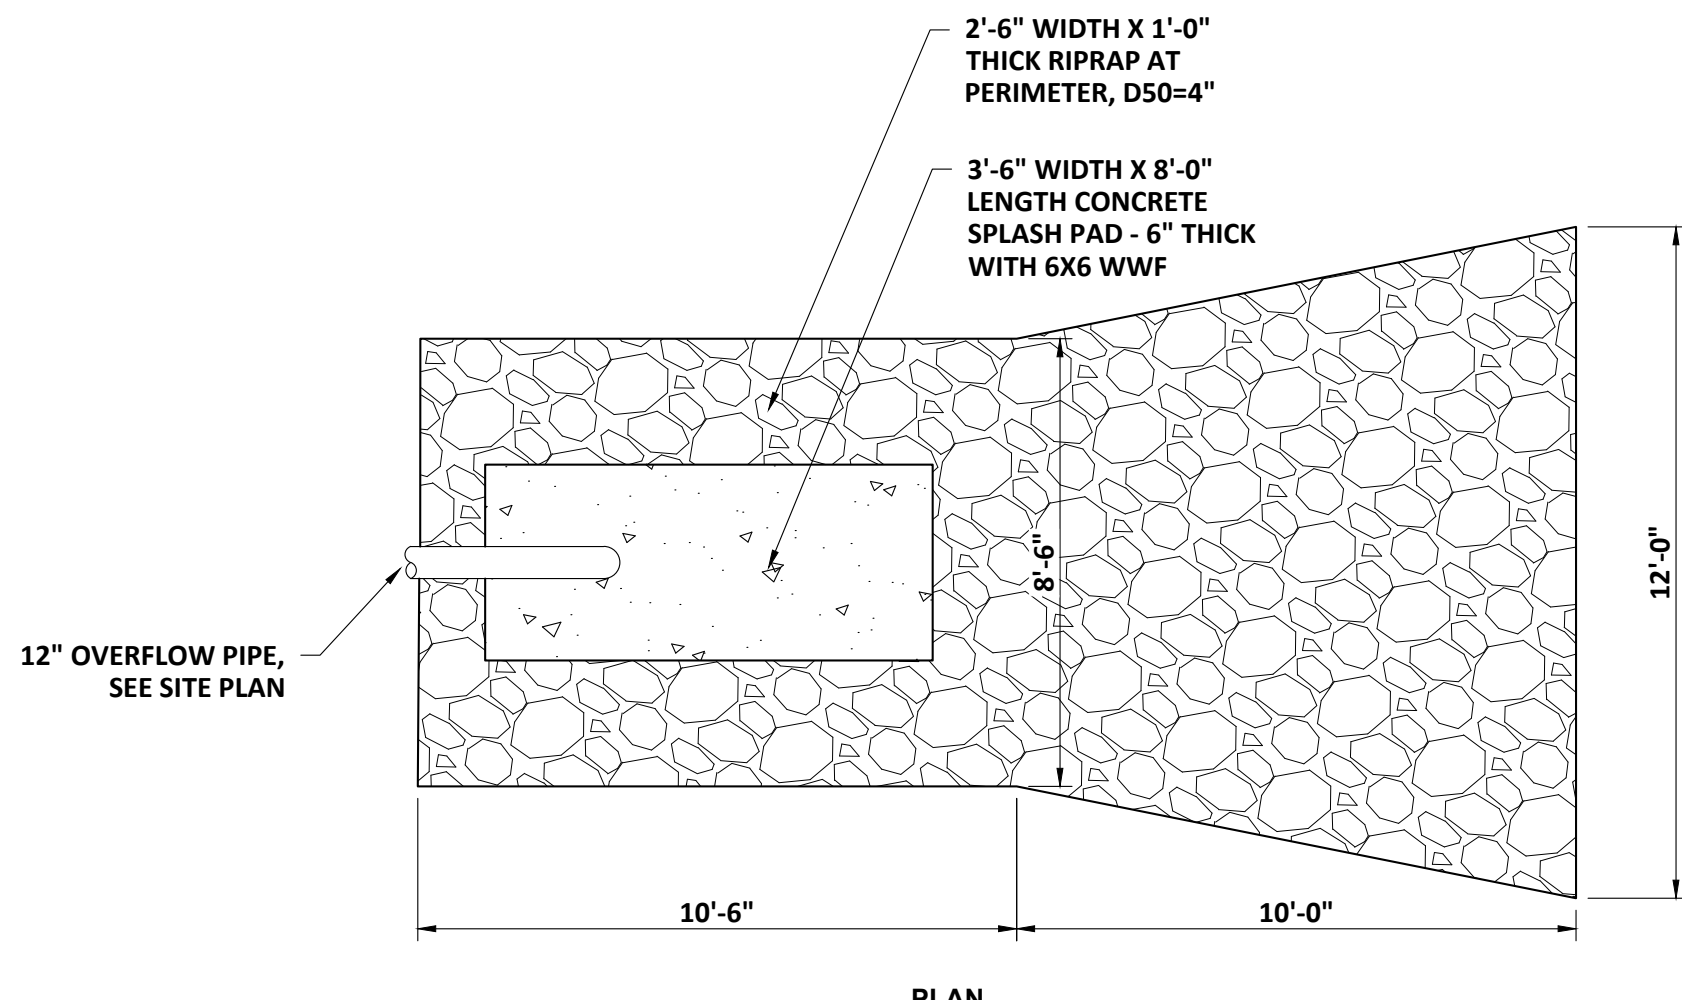 2'-6" WIDTH X 1'-0"
THICK RIPRAP AT
PERIMETER, D50=4"
3'-6" WIDTH X 8'-0"
LENGTH CONCRETE
SPLASH PAD - 6" THICK
WITH 6X6 WWF
8'-6"
12'-0"
12" OVERFLOW PIPE,
SEE SITE PLAN
10'-6"
10'-0"
PLAN